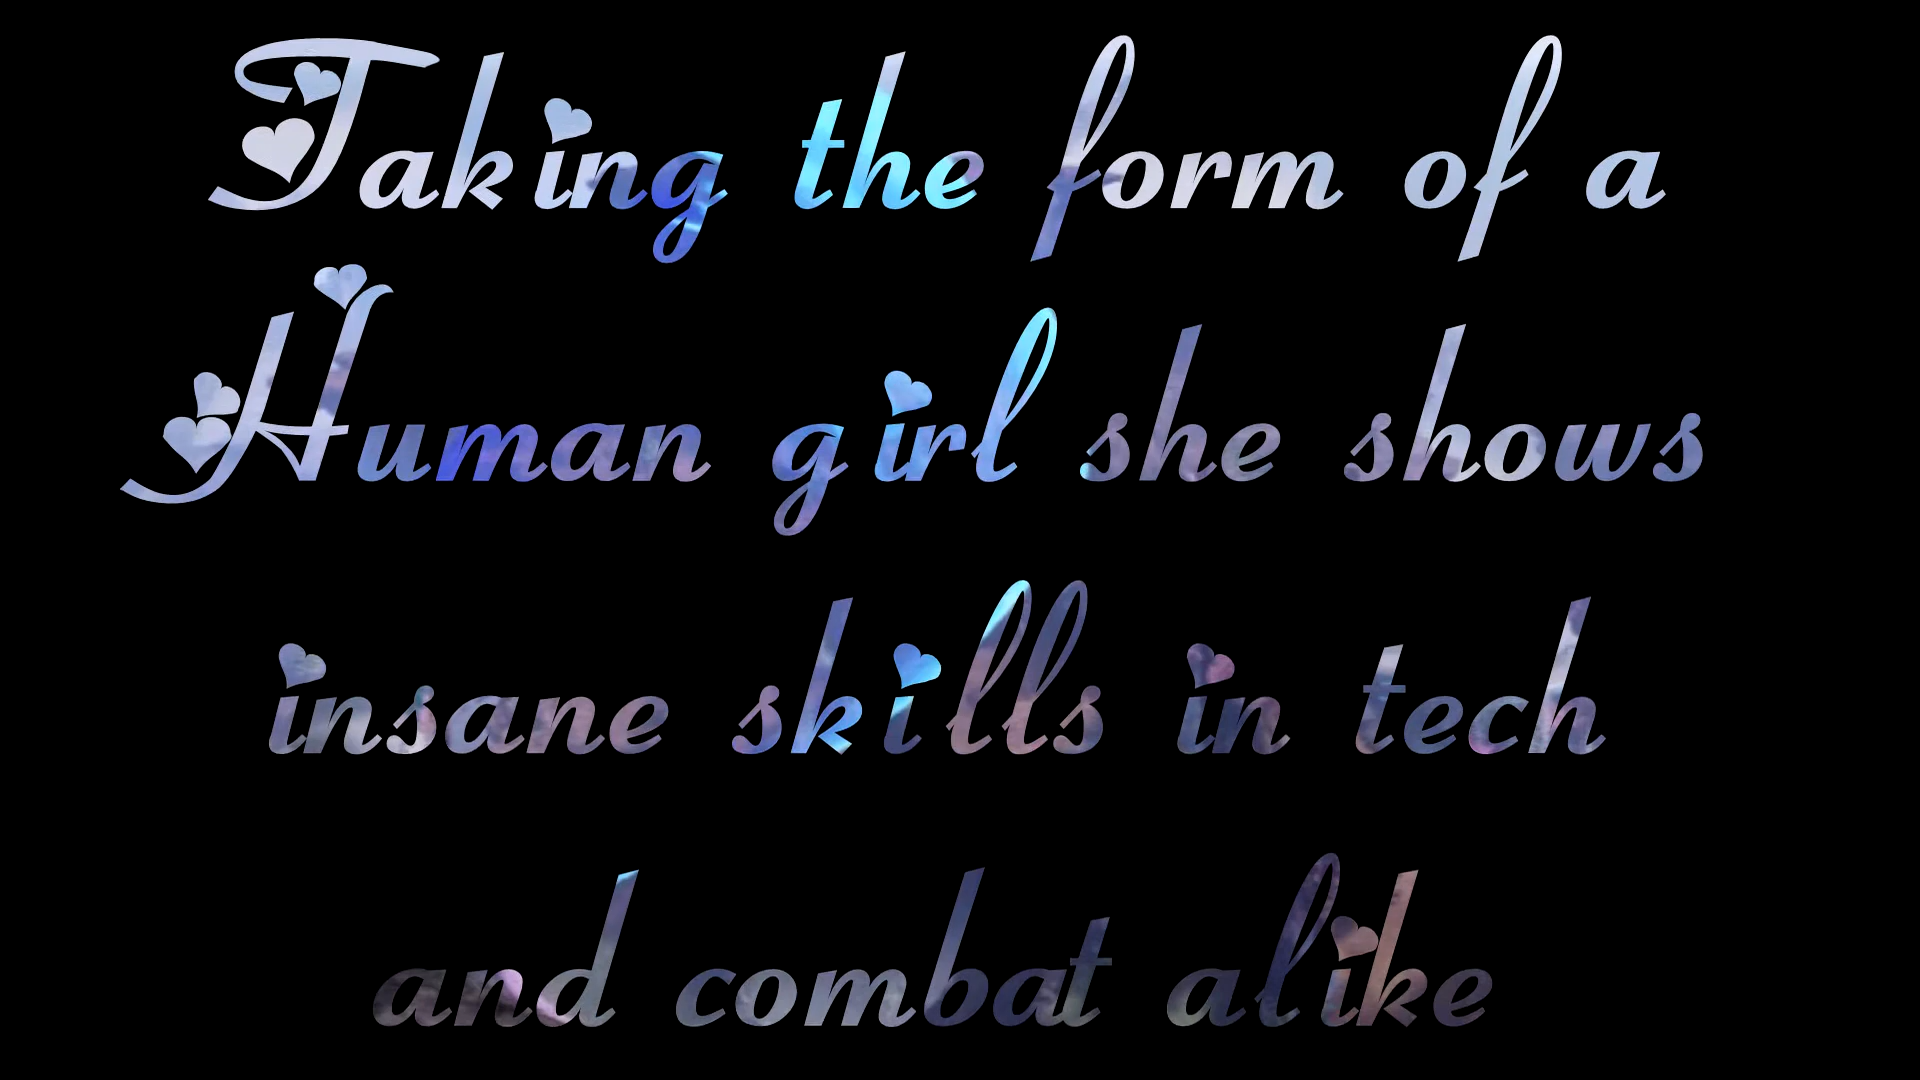 Taking the form of a
Human girl she shows
insane skills in tech
and combat alike